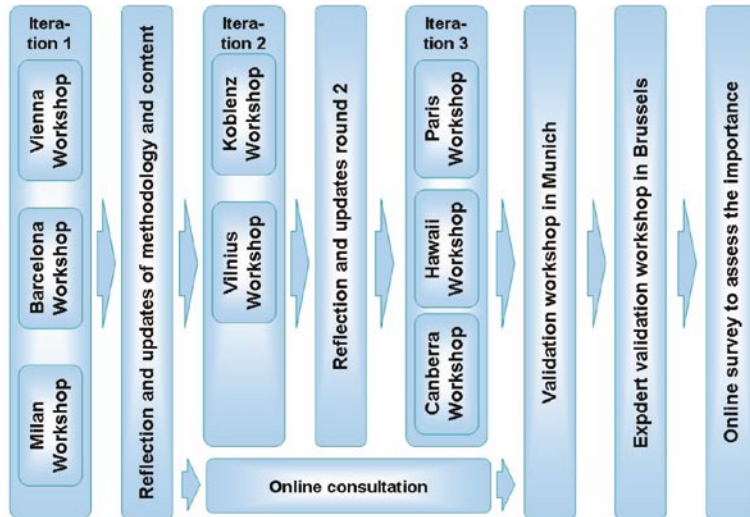 Itera-
tion 1
Vienna
Workshop
Barcelona
Workshop
Milan
Workshop
Reflection and updates of methodology and content
Itera-
tion 2
Koblenz
Workshop
Vilnius
Workshop
Reflection and updates round 2
Itera-
tion 3
Paris
Workshop
Hawaii
Workshop
Canberra
Workshop
Online consultation
Validation workshop in Munich
Expdert validation workshop in Brussels
Online survey to assess the importance